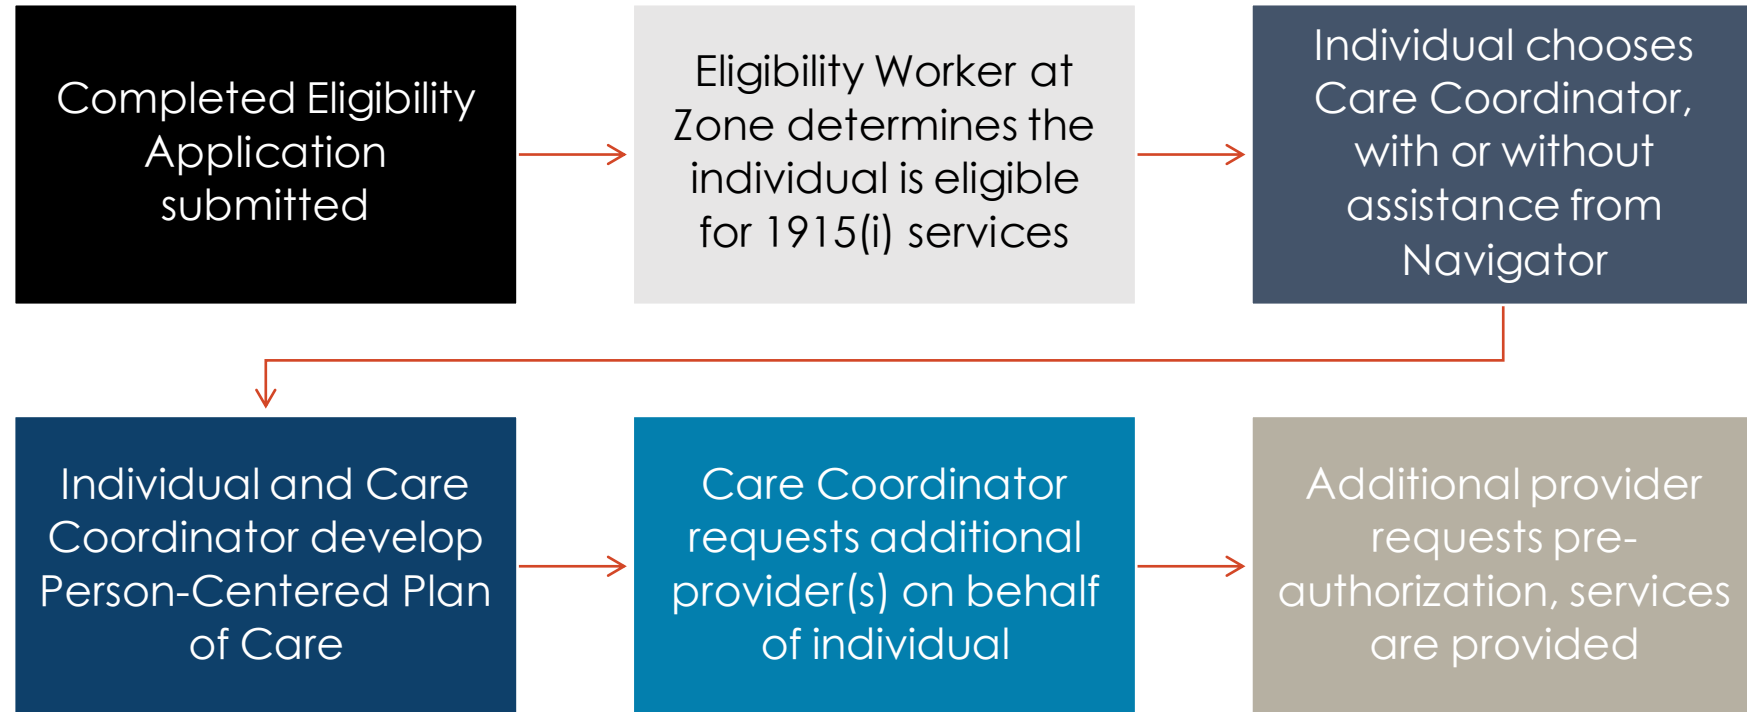 Completed Eligibility
Application
submitted
Eligibility Worker at
Zone determines the
individual is eligible
for 1915(i) services
Individual chooses
Care Coordinator,
with or without
assistance from
Navigator
Individual and Care
Coordinator develop
Person-Centered Plan
of Care
Care Coordinator
requests additional
provider(s) on behalf
of individual
Additional provider
requests pre-
authorization, services
are provided